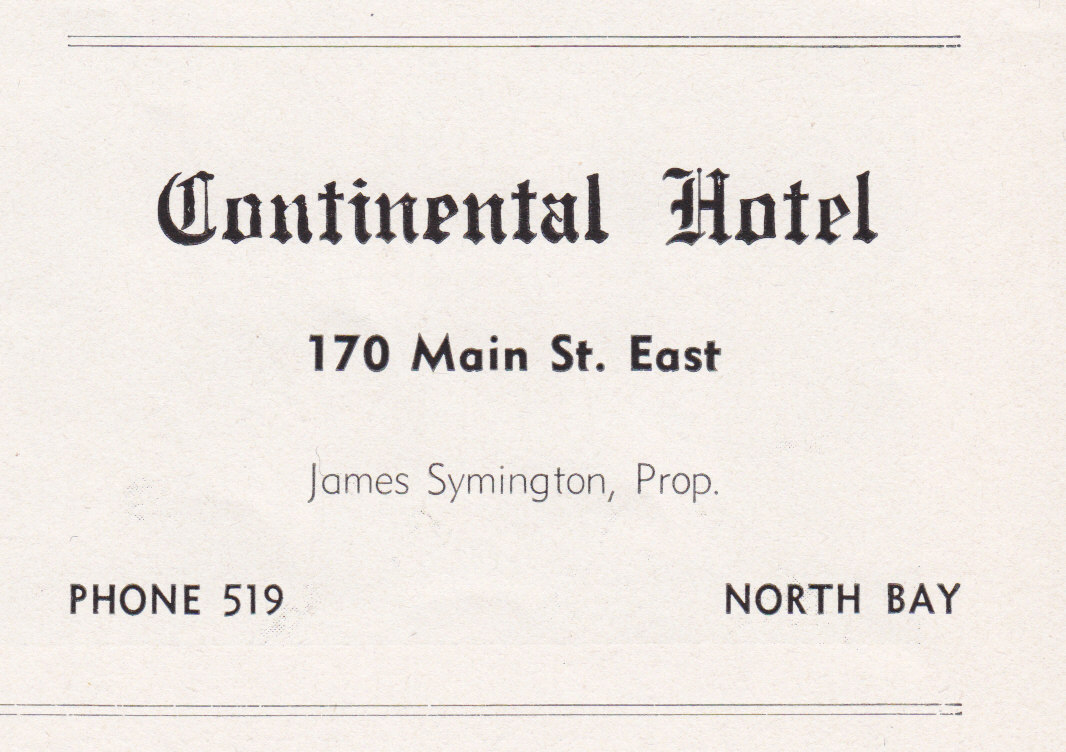 Continental Hotel
170 Main St. East
James Symington, Prop.
PHONE 519 NORTH BAY